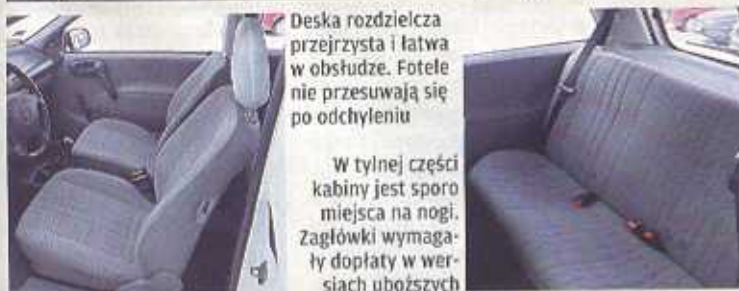 Deska rozdzielcza
przejrzysta i łatwa
w obsłudze. Fotele
nie przesuwają się
po odchyleniu
W tylnej części
kabiny jest sporo
miejsca na nogi.
Zagłówki wymaga-
ły dopłaty w wer-
siach uboższych